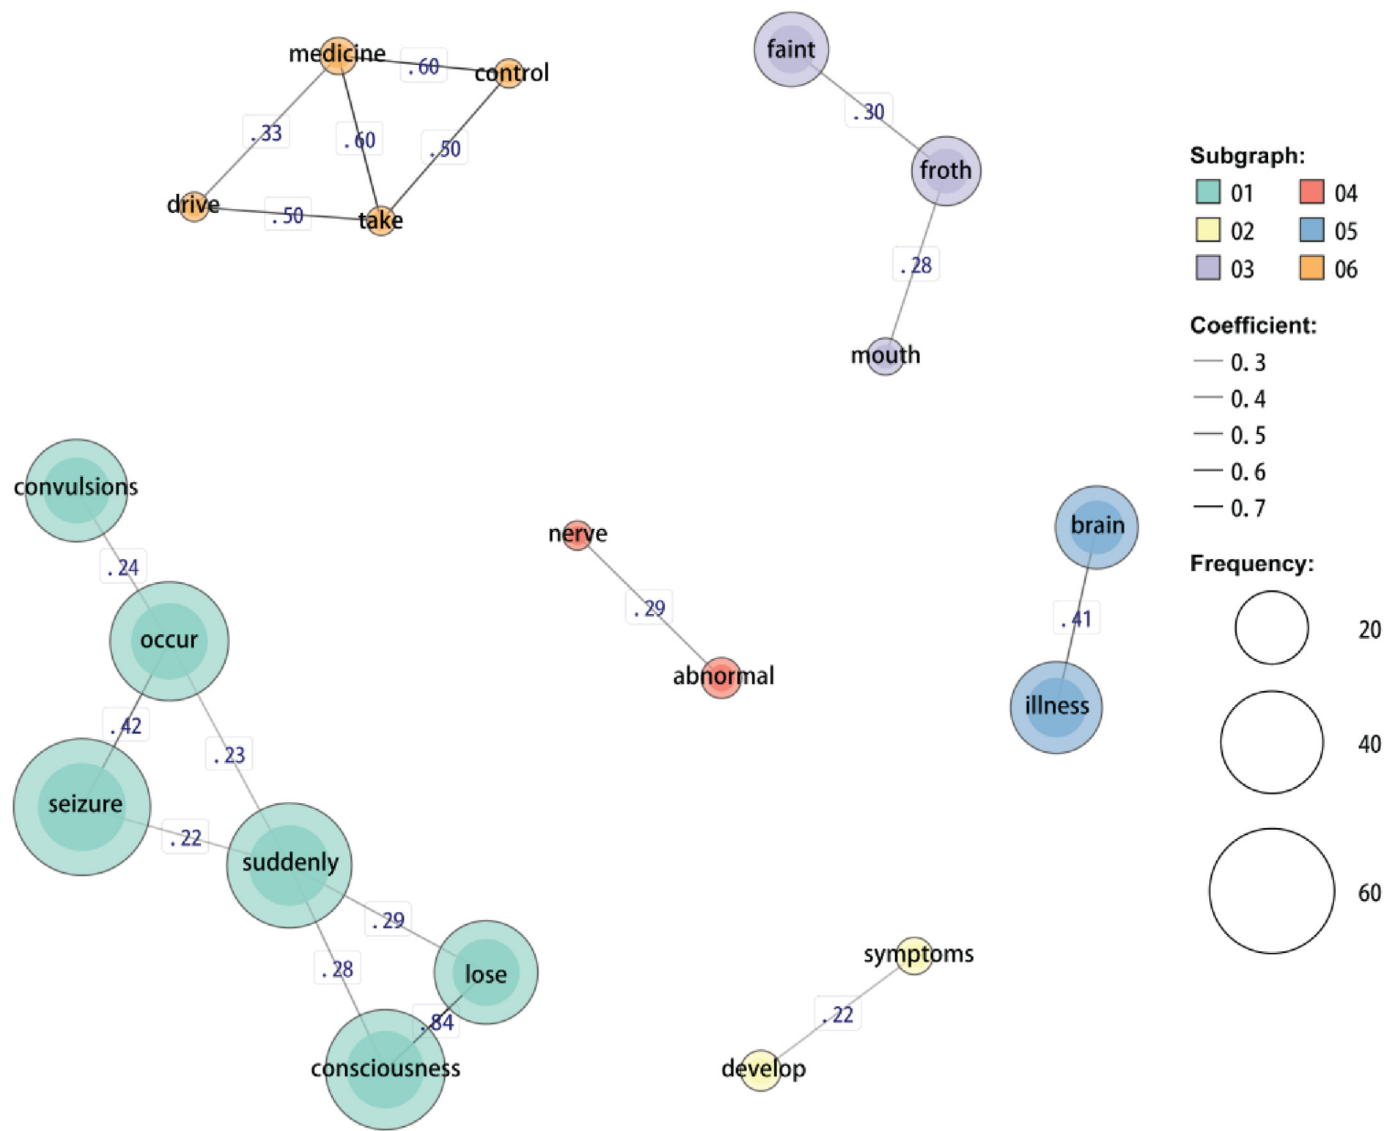 medicine
.60
control
.33
.60
.50
drive
.50
take
faint
.30
froth
.28
mouth
convulsions
.24
occur
.42
.23
seizure
.22
suddenly
.29
.28
lose
.84
consciousness
nerve
.29
abnormal
brain
.41
illness
symptoms
.22
develop
Subgraph:
01 04
02 05
03 06
Coefficient:
0.3
0.4
0.5
0.6
0.7
Frequency:
20
40
60